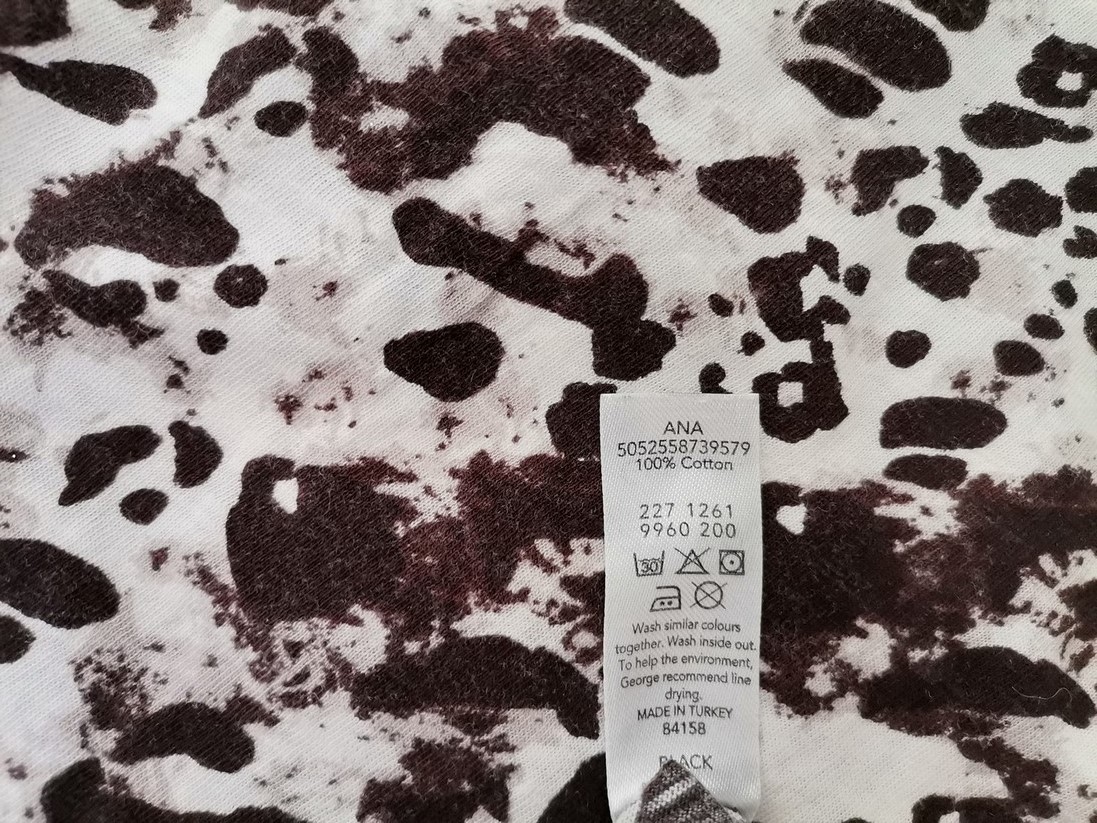 ANA
5052558739579
100% Cotton
227 1261
9960 200
30
Wash similar colours
together. Wash inside out.
To help the environment,
George recommend line
drying.
MADE IN TURKEY
84158
BLACK